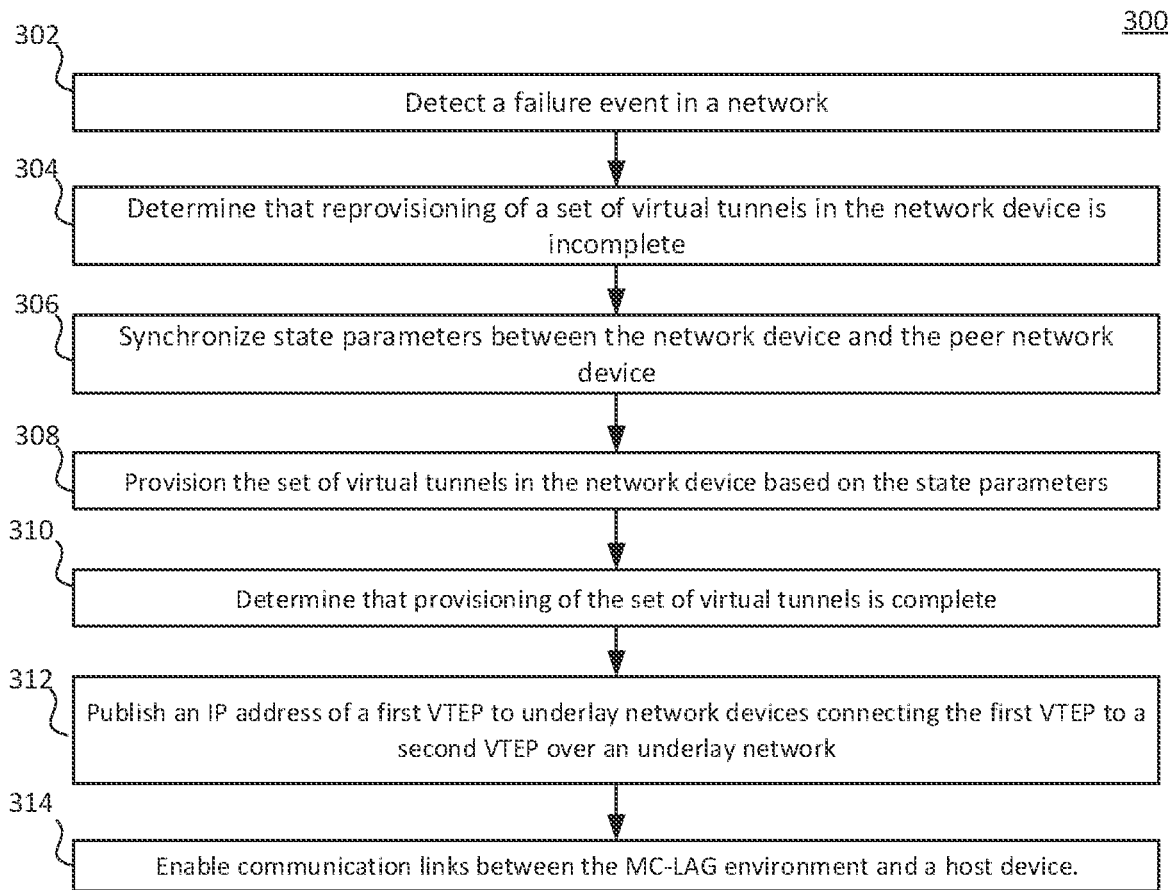 300
302
Detect a failure event in a network
304
Determine that reprovisioning of a set of virtual tunnels in the network device is
incomplete
306
Synchronize state parameters between the network device and the peer network
device
308
Provision the set of virtual tunnels in the network device based on the state parameters
310
Determine that provisioning of the set of virtual tunnels is complete
312
Publish an IP address of a first VTEP to underlay network devices connecting the first VTEP to a
second VTEP over an underlay network
314
Enable communication links between the MC-LAG environment and a host device.